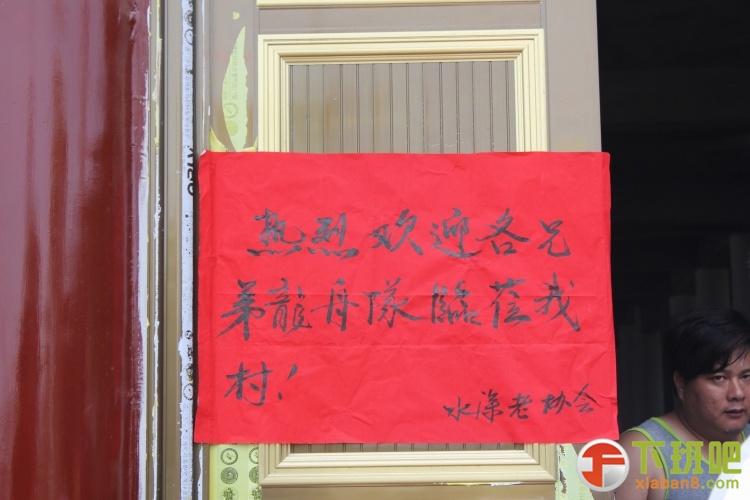 热烈欢迎各兄
弟龍舟隊臨莅我
村!
水深老协会
下班吧
xiaban8.com